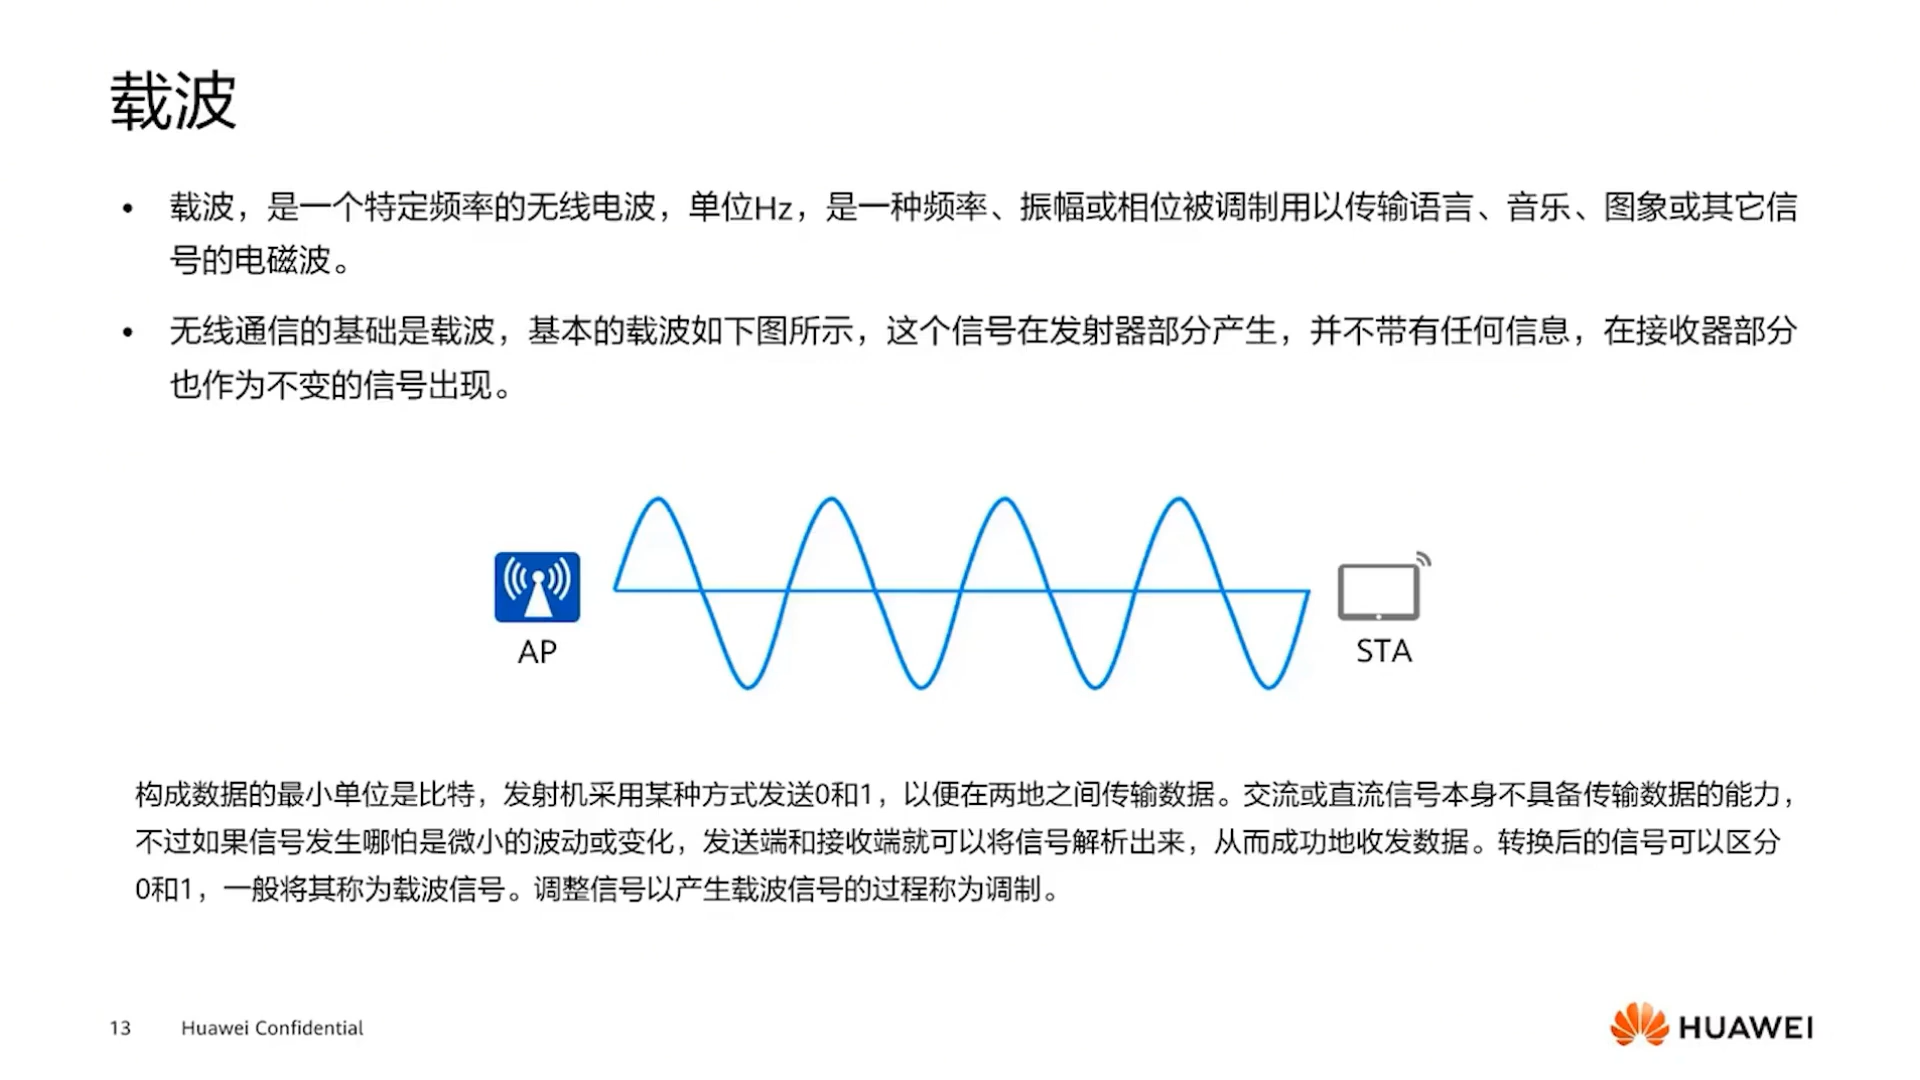 载波
• 载波，是一个特定频率的无线电波，单位Hz，是一种频率、振幅或相位被调制用以传输语言、音乐、图象或其它信
号的电磁波。
• 无线通信的基础是载波，基本的载波如下图所示，这个信号在发射器部分产生，并不带有任何信息，在接收器部分
也作为不变的信号出现。
AP
STA
构成数据的最小单位是比特，发射机采用某种方式发送0和1，以便在两地之间传输数据。交流或直流信号本身不具备传输数据的能力，
不过如果信号发生哪怕是微小的波动或变化，发送端和接收端就可以将信号解析出来，从而成功地收发数据。转换后的信号可以区分
0和1，一般将其称为载波信号。调整信号以产生载波信号的过程称为调制。
13 Huawei Confidential
HUAWEI